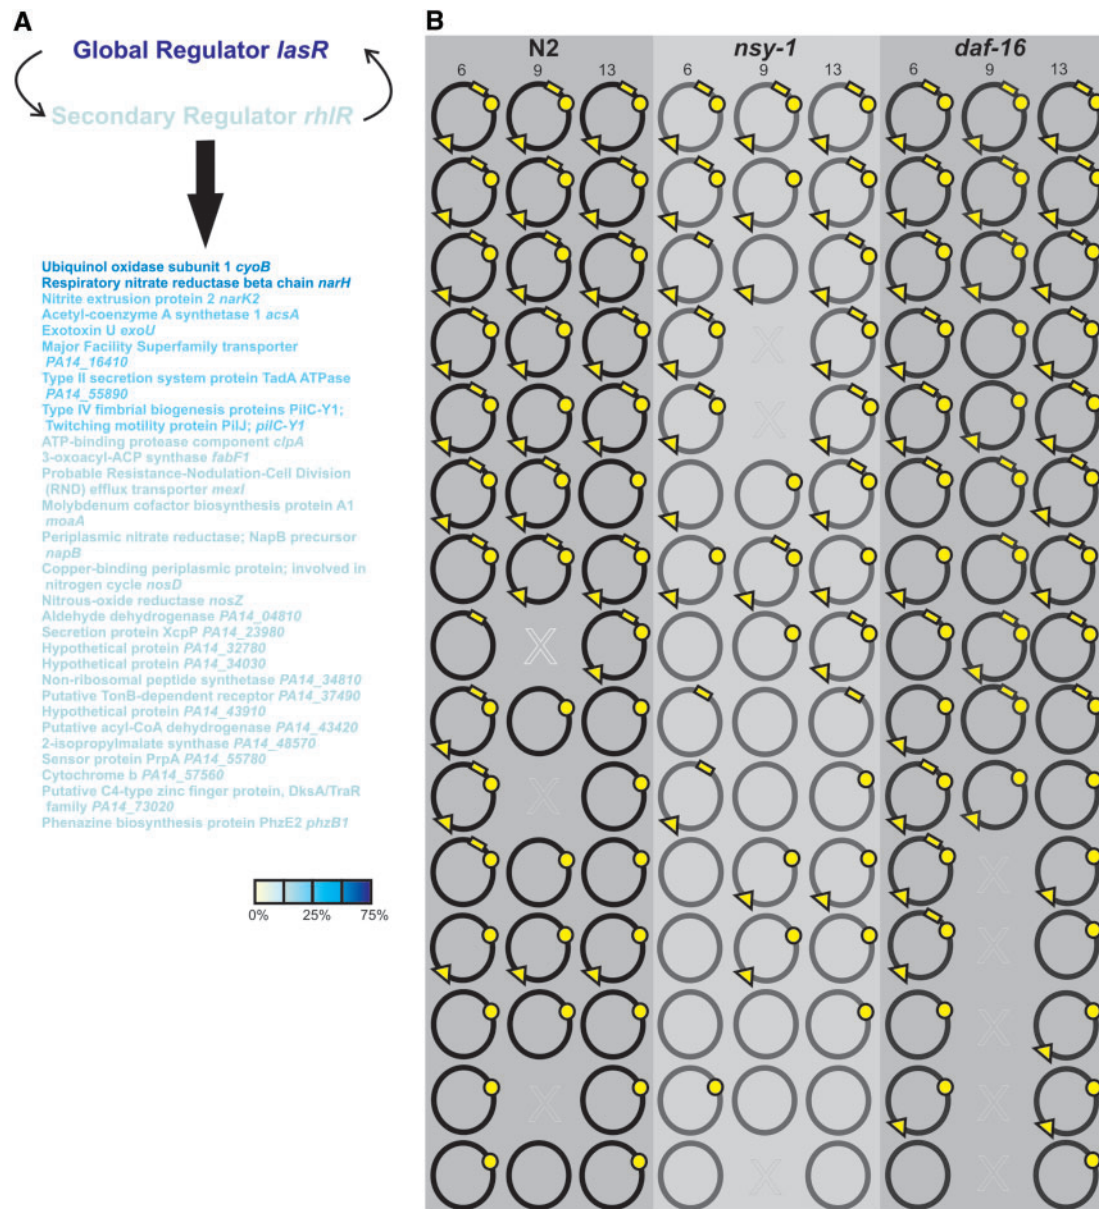 A
Global Regulator lasR
Secondary Regulator rhlR
Ubiquinol oxidase subunit 1 cyoB
Respiratory nitrate reductase beta chain narH
Nitrite extrusion protein 2 narK2
Acetyl-coenzyme A synthetase 1 acsA
Exotoxin U exoU
Major Facility Superfamily transporter
PA14_16410
Type II secretion system protein TadA ATPase
PA14_55890
Type IV fimbrial biogenesis proteins PilC-Y1;
Twitching motility protein PilJ; pilC-Y1
ATP-binding protease component clpA
3-oxoacyl-ACP synthase fabF1
Probable Resistance-Nodulation-Cell Division
(RND) efflux transporter mexI
Molybdenum cofactor biosynthesis protein A1
moaA
Periplasmic nitrate reductase; NapB precursor
napB
Copper-binding periplasmic protein; involved in
nitrogen cycle nosD
Nitrous-oxide reductase nosZ
Aldehyde dehydrogenase PA14_04810
Secretion protein XcpP PA14_23980
Hypothetical protein PA14_32780
Hypothetical protein PA14_34030
Non-ribosomal peptide synthetase PA14_34810
Putative TonB-dependent receptor PA14_37490
Hypothetical protein PA14_43910
Putative acyl-CoA dehydrogenase PA14_43420
2-isopropylmalate synthase PA14_48570
Sensor protein PrpA PA14_55780
Cytochrome b PA14_57560
Putative C4-type zinc finger protein, DksA/TraR
family PA14_73020
Phenazine biosynthesis protein PhzE2 phzB1
0% 25% 75%
B
N2 nsy-1 daf-16
6 9 13 6 9 13 6 9 13
X
X
X
X
X
X
X
X
X X
X X